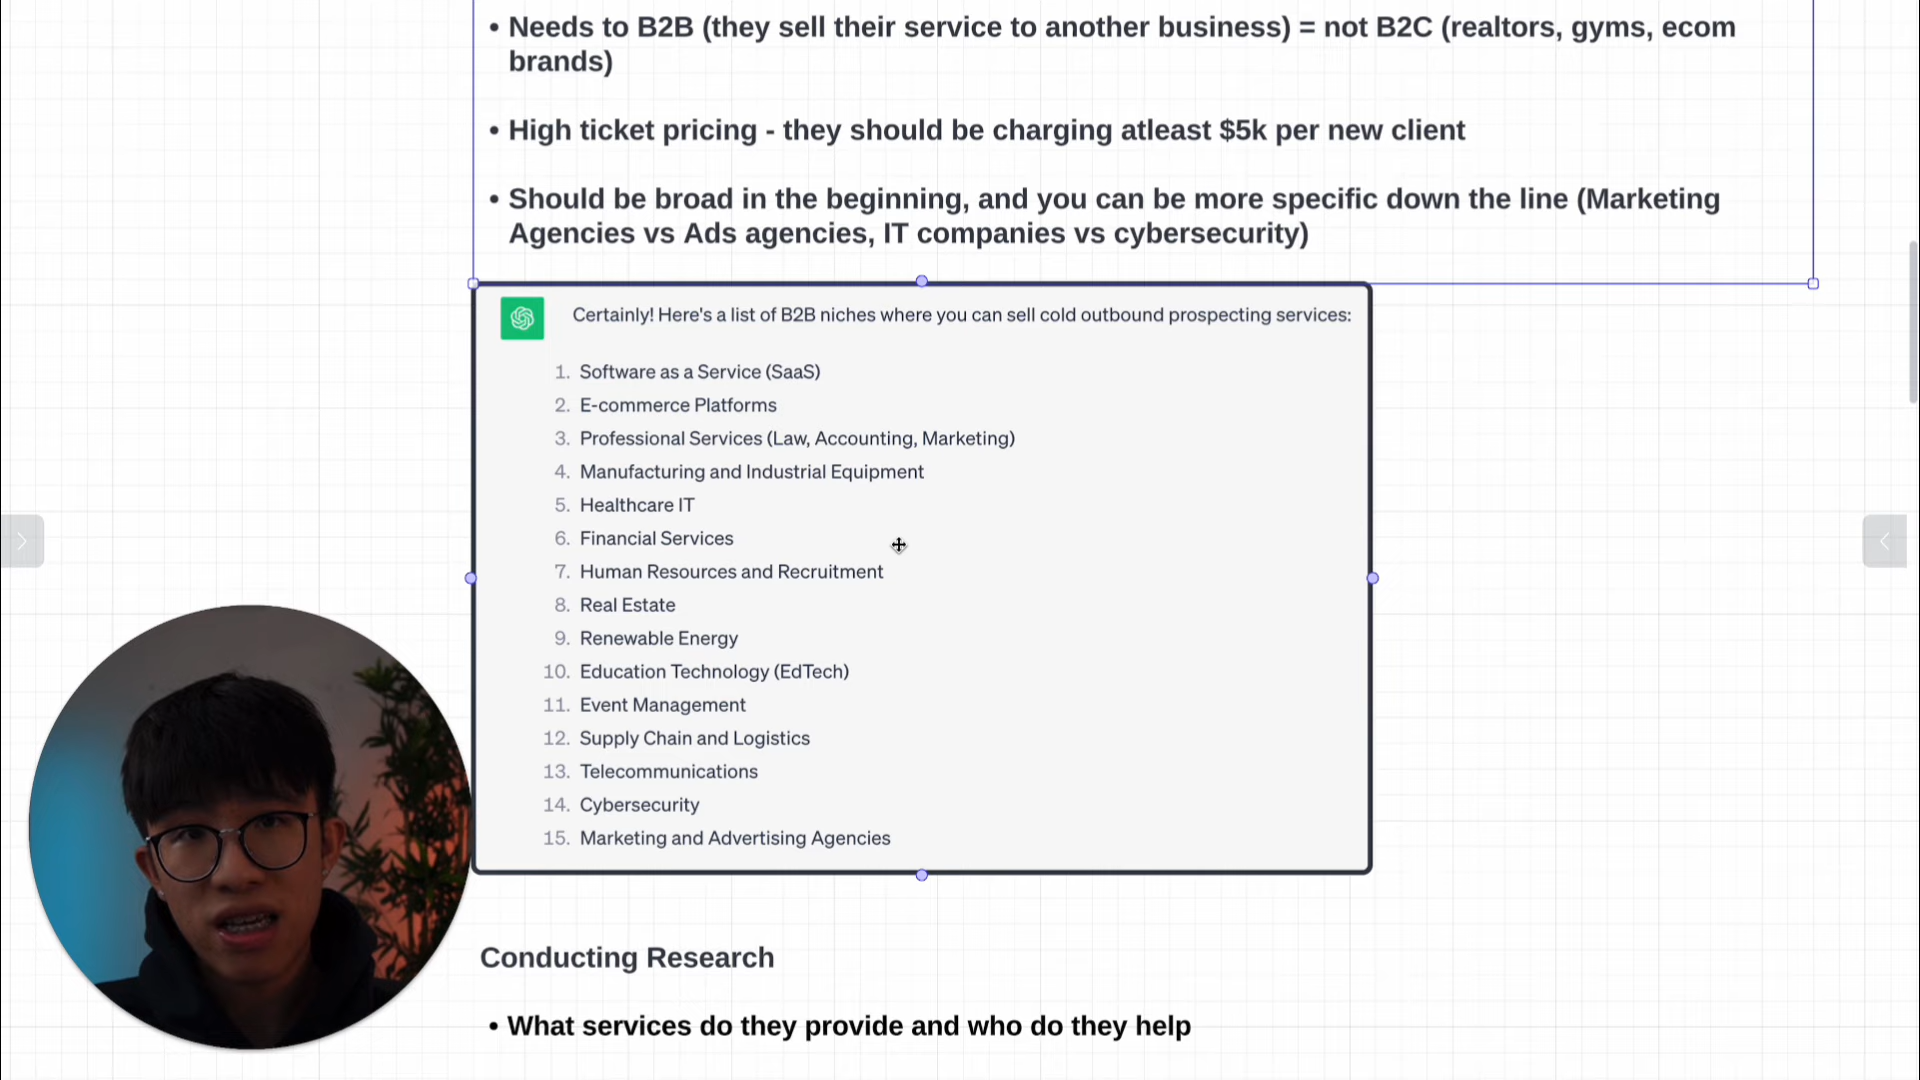 • Needs to B2B (they sell their service to another business) = not B2C (realtors, gyms, ecom
brands)
• High ticket pricing - they should be charging atleast $5k per new client
• Should be broad in the beginning, and you can be more specific down the line (Marketing
Agencies vs Ads agencies, IT companies vs cybersecurity)
Certainly! Here's a list of B2B niches where you can sell cold outbound prospecting services:
1. Software as a Service (SaaS)
2. E-commerce Platforms
3. Professional Services (Law, Accounting, Marketing)
4. Manufacturing and Industrial Equipment
5. Healthcare IT
6. Financial Services
7. Human Resources and Recruitment
8. Real Estate
9. Renewable Energy
10. Education Technology (EdTech)
11. Event Management
12. Supply Chain and Logistics
13. Telecommunications
14. Cybersecurity
15. Marketing and Advertising Agencies
Conducting Research
• What services do they provide and who do they help